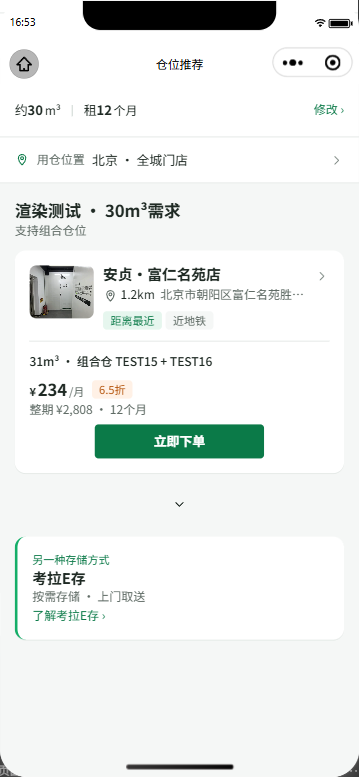 16:53
仓位推荐
约30m³ | 租12个月 修改 ›
用仓位置 北京 · 全城门店
渲染测试 · 30m³需求
支持组合仓位
安贞·富仁名苑店
1.2km 北京市朝阳区富仁名苑胜···
距离最近 近地铁
31m³ · 组合仓 TEST15 + TEST16
¥234/月 6.5折
整期 ¥2,808 · 12个月
立即下单
另一种存储方式
考拉E存
按需存储 · 上门取送
了解考拉E存 ›